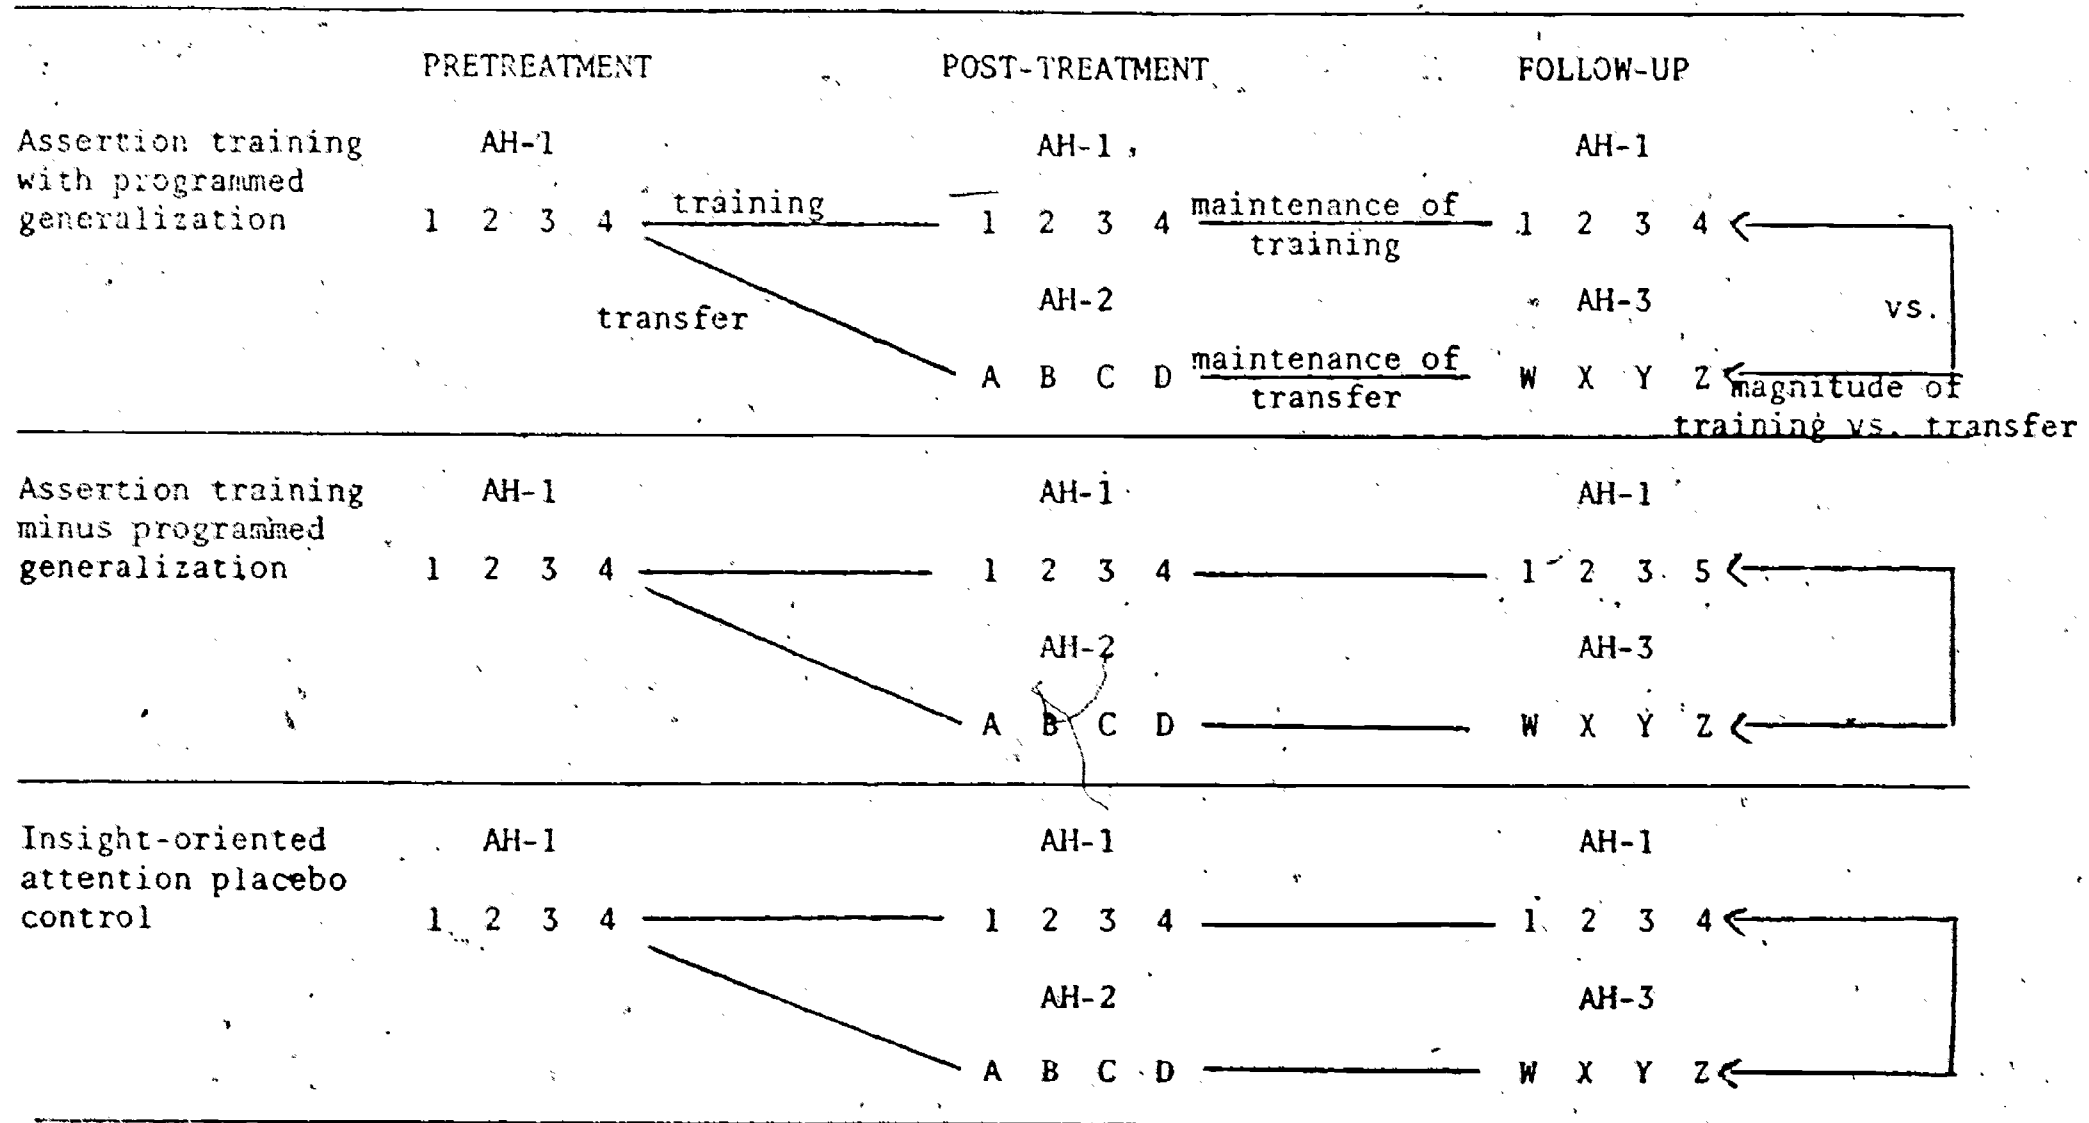 PRETREATMENT POST-TREATMENT FOLLOW-UP
Assertion training AH-1 AH-1 AH-1
with programmed
generalization 1 2 3 4 training 1 2 3 4 maintenance of 1 2 3 4
training
AH-2 AH-3 vs.
transfer
A B C D maintenance of W X Y Z
transfer magnitude of
training vs. transfer
Assertion training AH-1 AH-1 AH-1
minus programmed
generalization 1 2 3 4 1 2 3 4 1 2 3 5
AH-2 AH-3
A B C D W X Y Z
Insight-oriented AH-1 AH-1 AH-1
attention placebo
control 1 2 3 4 1 2 3 4 1 2 3 4
AH-2 AH-3
A B C D W X Y Z